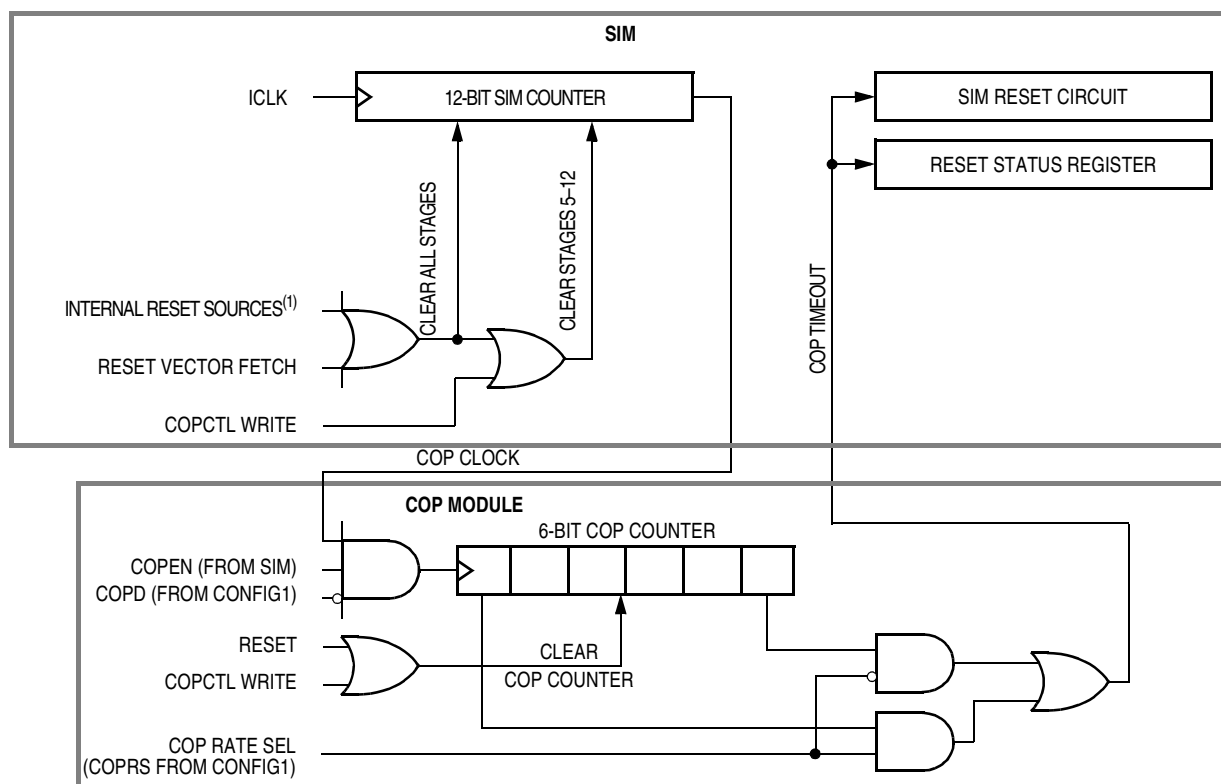 SIM
ICLK
12-BIT SIM COUNTER
SIM RESET CIRCUIT
RESET STATUS REGISTER
CLEAR ALL STAGES
CLEAR STAGES 5–12
COP TIMEOUT
INTERNAL RESET SOURCES(1)
RESET VECTOR FETCH
COPCTL WRITE
COP CLOCK
COP MODULE
6-BIT COP COUNTER
COPEN (FROM SIM)
COPD (FROM CONFIG1)
RESET
COPCTL WRITE
CLEAR
COP COUNTER
COP RATE SEL
(COPRS FROM CONFIG1)